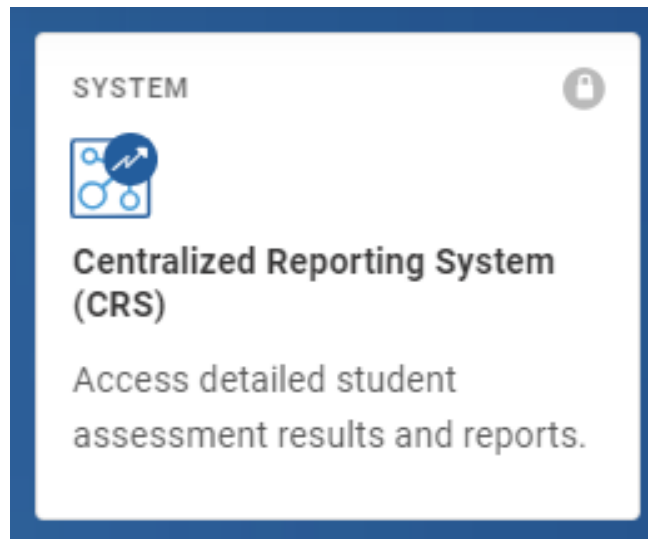 SYSTEM
Centralized Reporting System
(CRS)
Access detailed student
assessment results and reports.